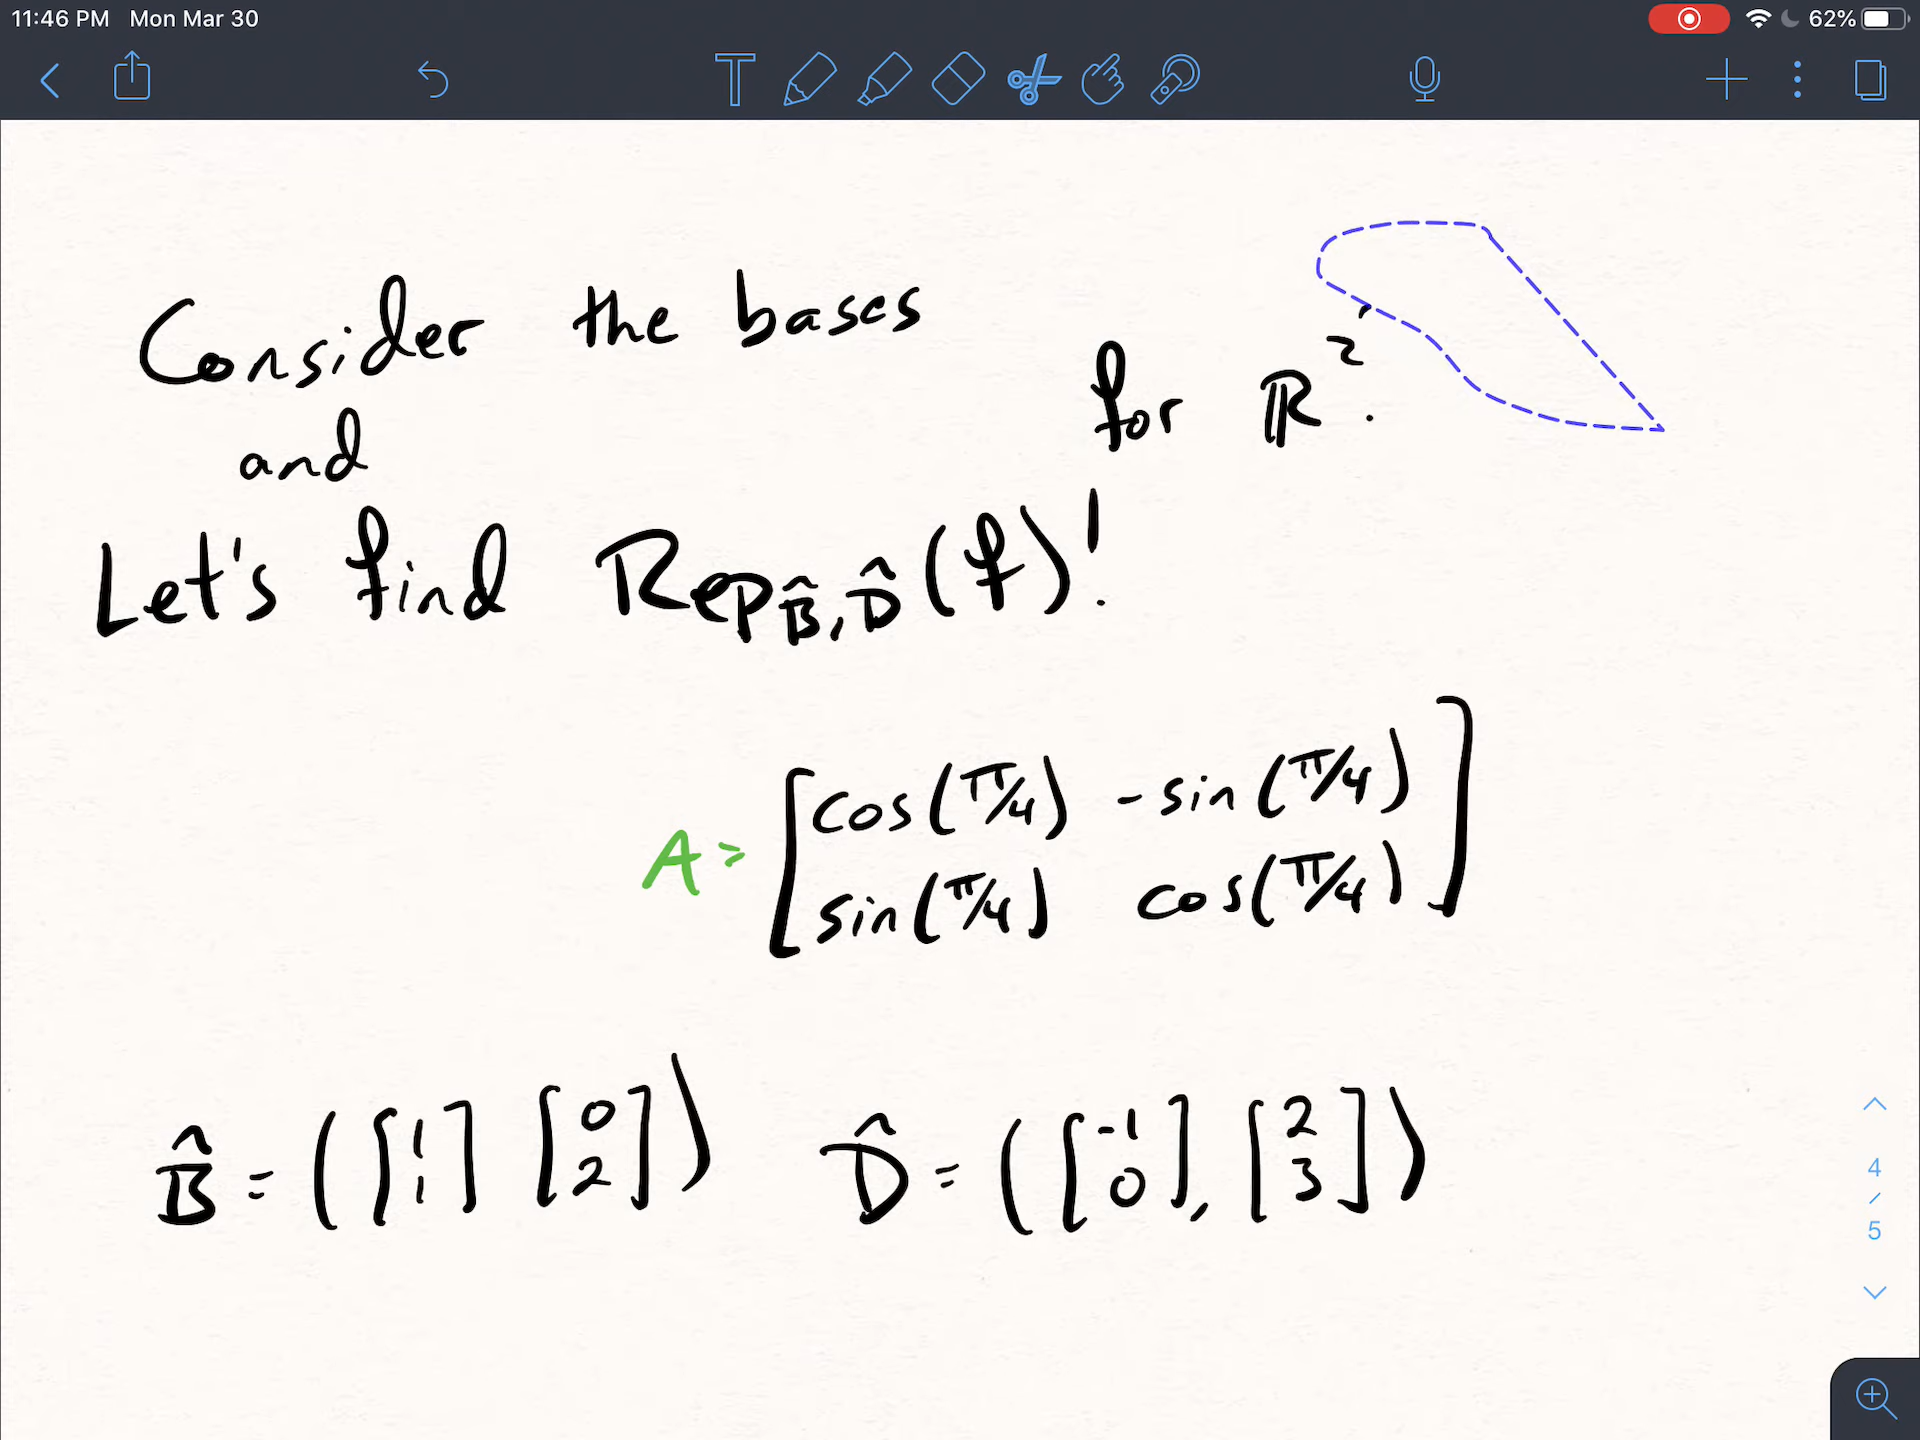 11:46 PM Mon Mar 30
62%
Consider the bases
and
for ℝ².
Let's find Rep_B̂,D̂(f)!
A = [cos(π/4) -sin(π/4)
sin(π/4) cos(π/4)]
B̂ = ([1 1] [0 2]) D̂ = ([-1 0], [2 3])
4
/
5